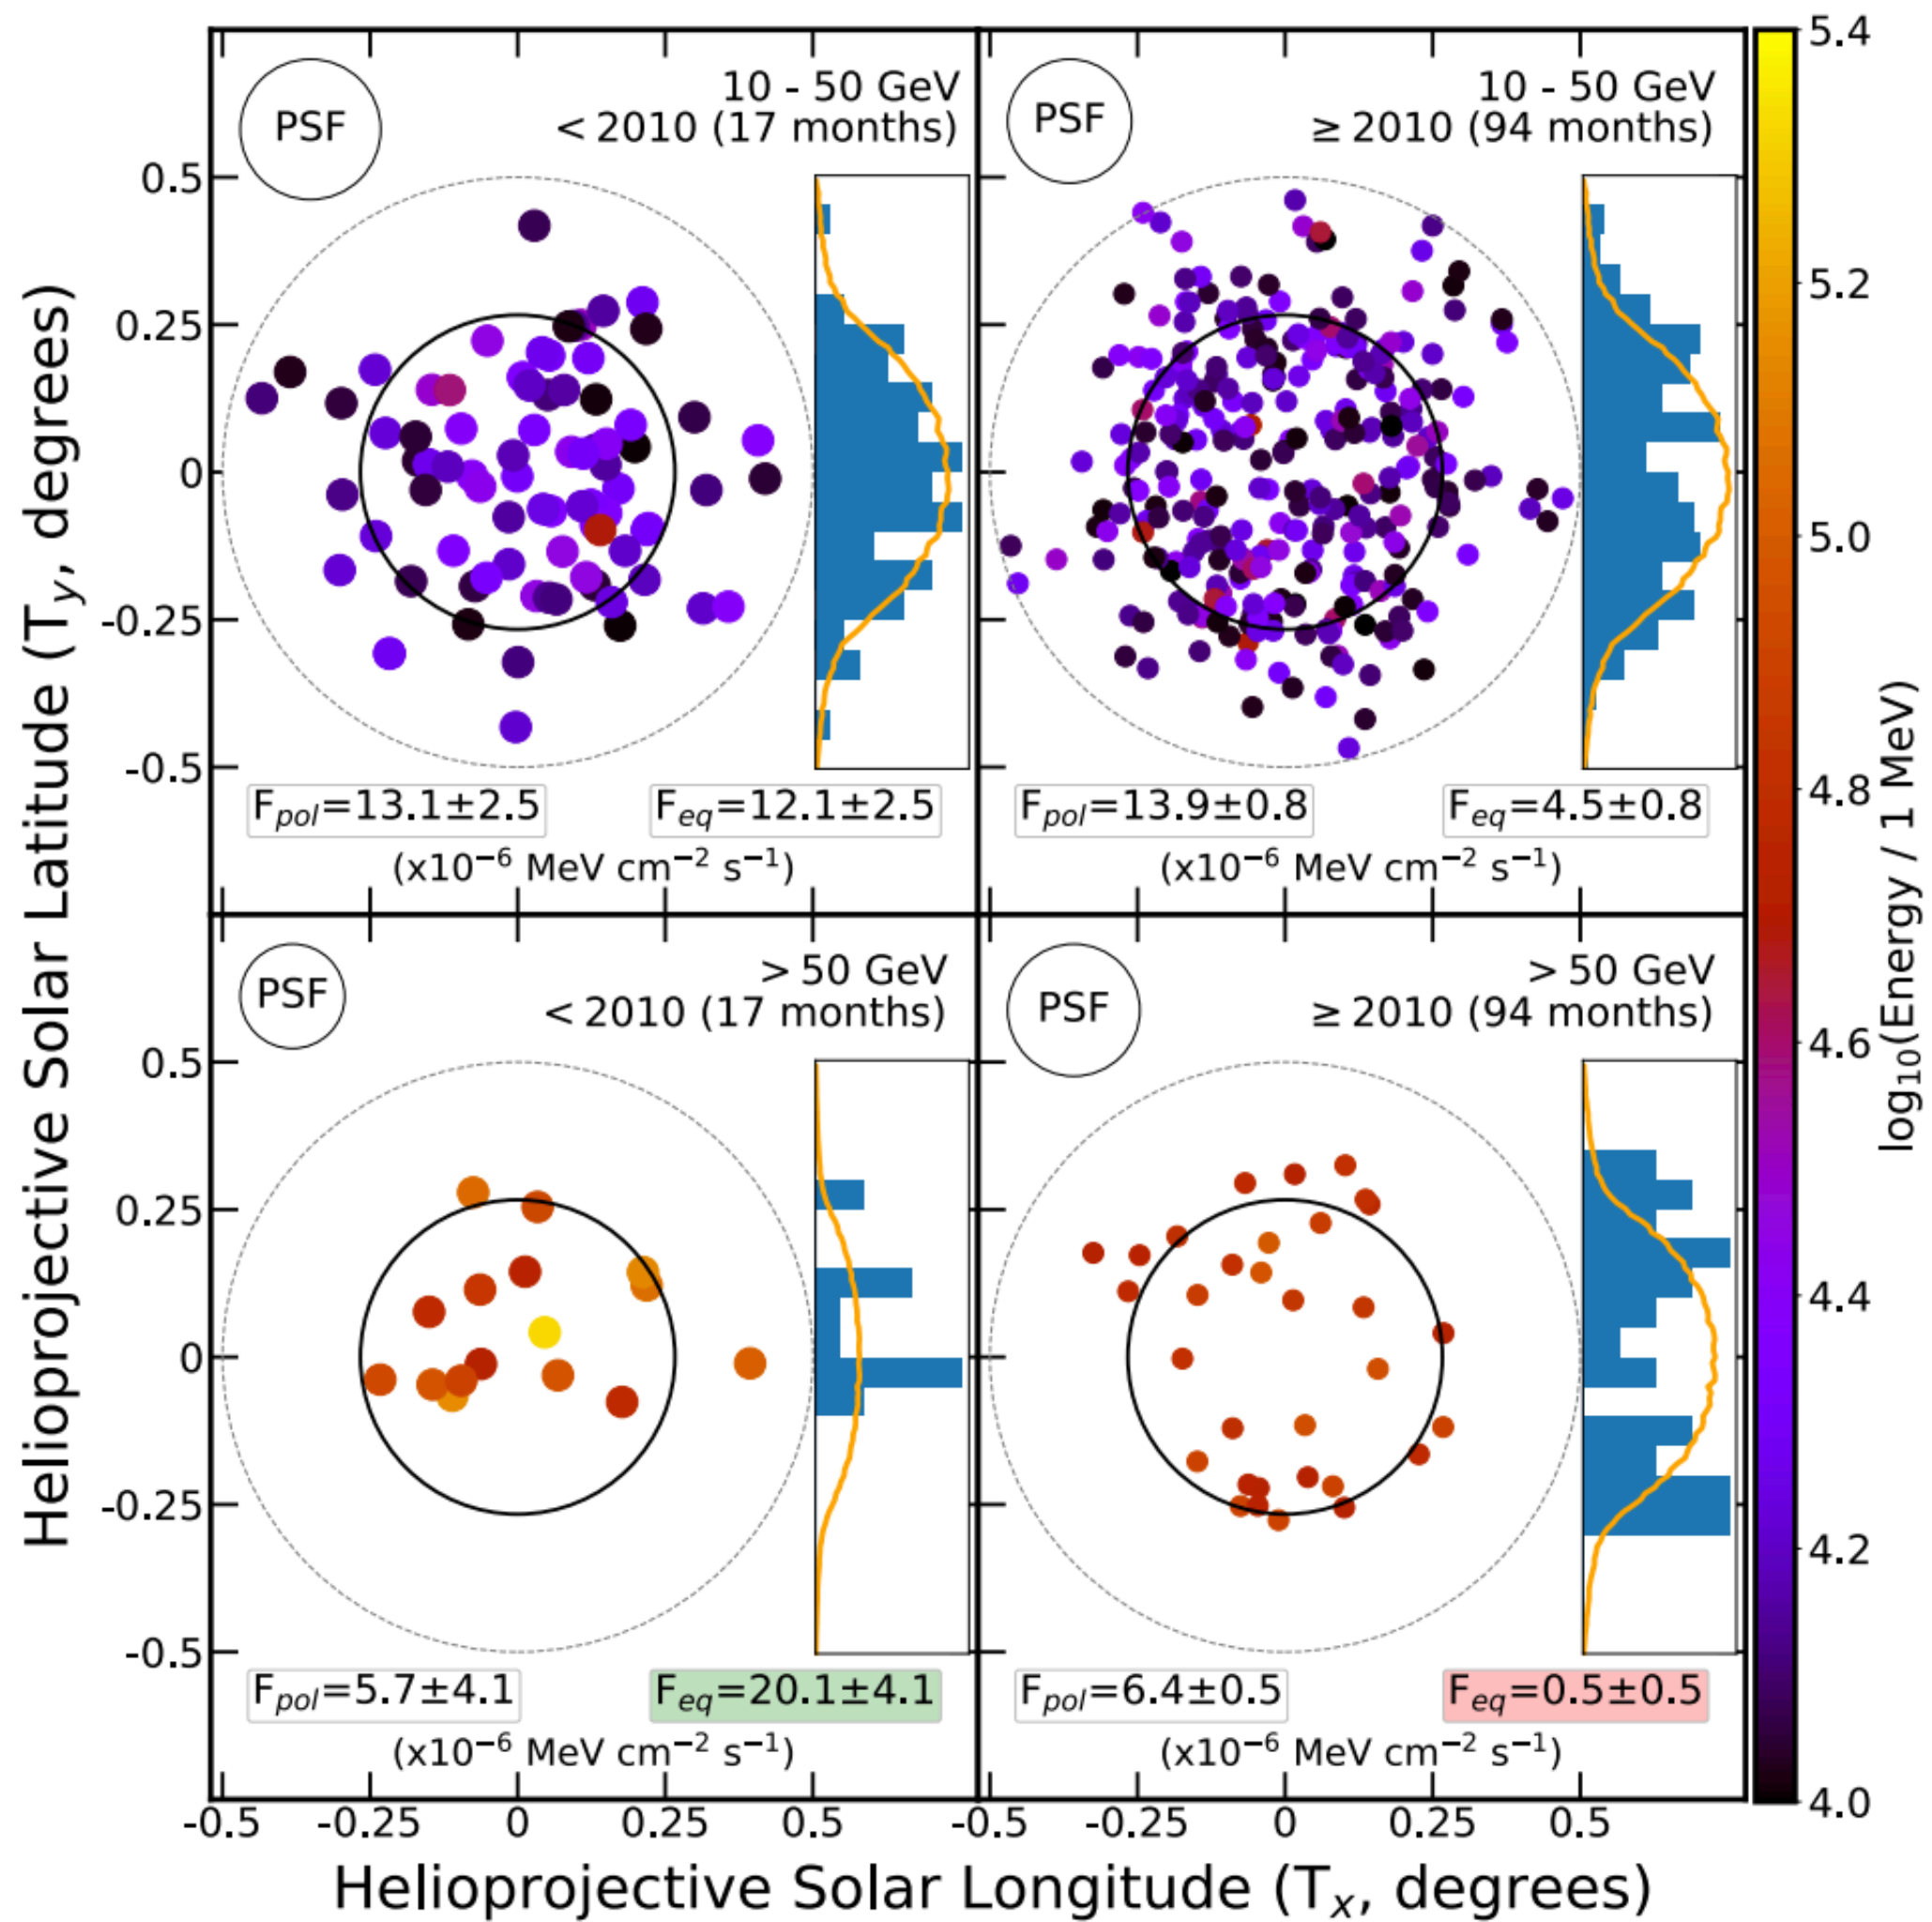 Helioprojective Solar Latitude (Ty, degrees)
PSF
10 - 50 GeV
< 2010 (17 months)
0.5
0.25
0
-0.25
-0.5
Fpol=13.1±2.5
Feq=12.1±2.5
(x10⁻⁶ MeV cm⁻² s⁻¹)
PSF
10 - 50 GeV
≥ 2010 (94 months)
Fpol=13.9±0.8
Feq=4.5±0.8
(x10⁻⁶ MeV cm⁻² s⁻¹)
PSF
> 50 GeV
< 2010 (17 months)
0.5
0.25
0
-0.25
-0.5
Fpol=5.7±4.1
Feq=20.1±4.1
(x10⁻⁶ MeV cm⁻² s⁻¹)
PSF
> 50 GeV
≥ 2010 (94 months)
Fpol=6.4±0.5
Feq=0.5±0.5
(x10⁻⁶ MeV cm⁻² s⁻¹)
-0.5 -0.25 0 0.25 0.5 -0.5 -0.25 0 0.25 0.5
Helioprojective Solar Longitude (Tx, degrees)
5.4
5.2
5.0
4.8
4.6
4.4
4.2
4.0
log₁₀(Energy / 1 MeV)